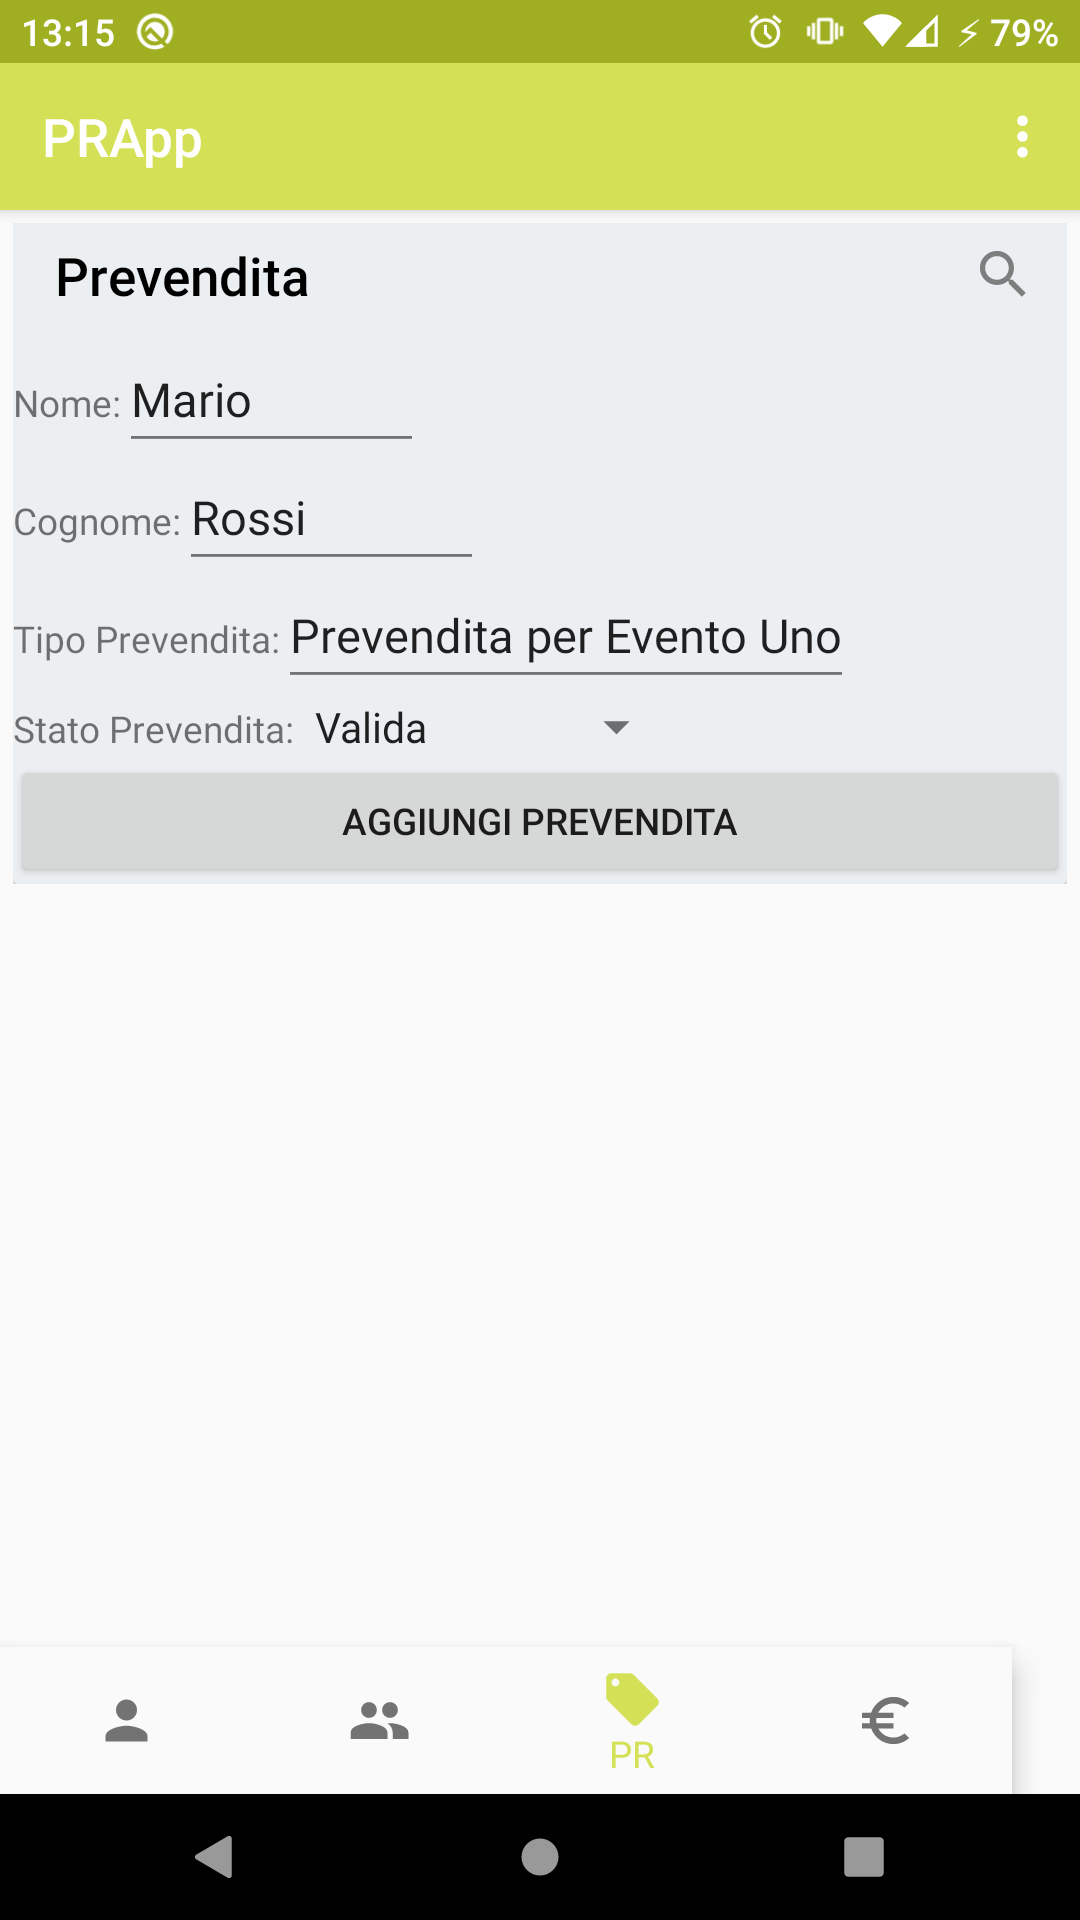 13:15 79%
PRApp
Prevendita
Nome: Mario
Cognome: Rossi
Tipo Prevendita: Prevendita per Evento Uno
Stato Prevendita: Valida
AGGIUNGI PREVENDITA
PR